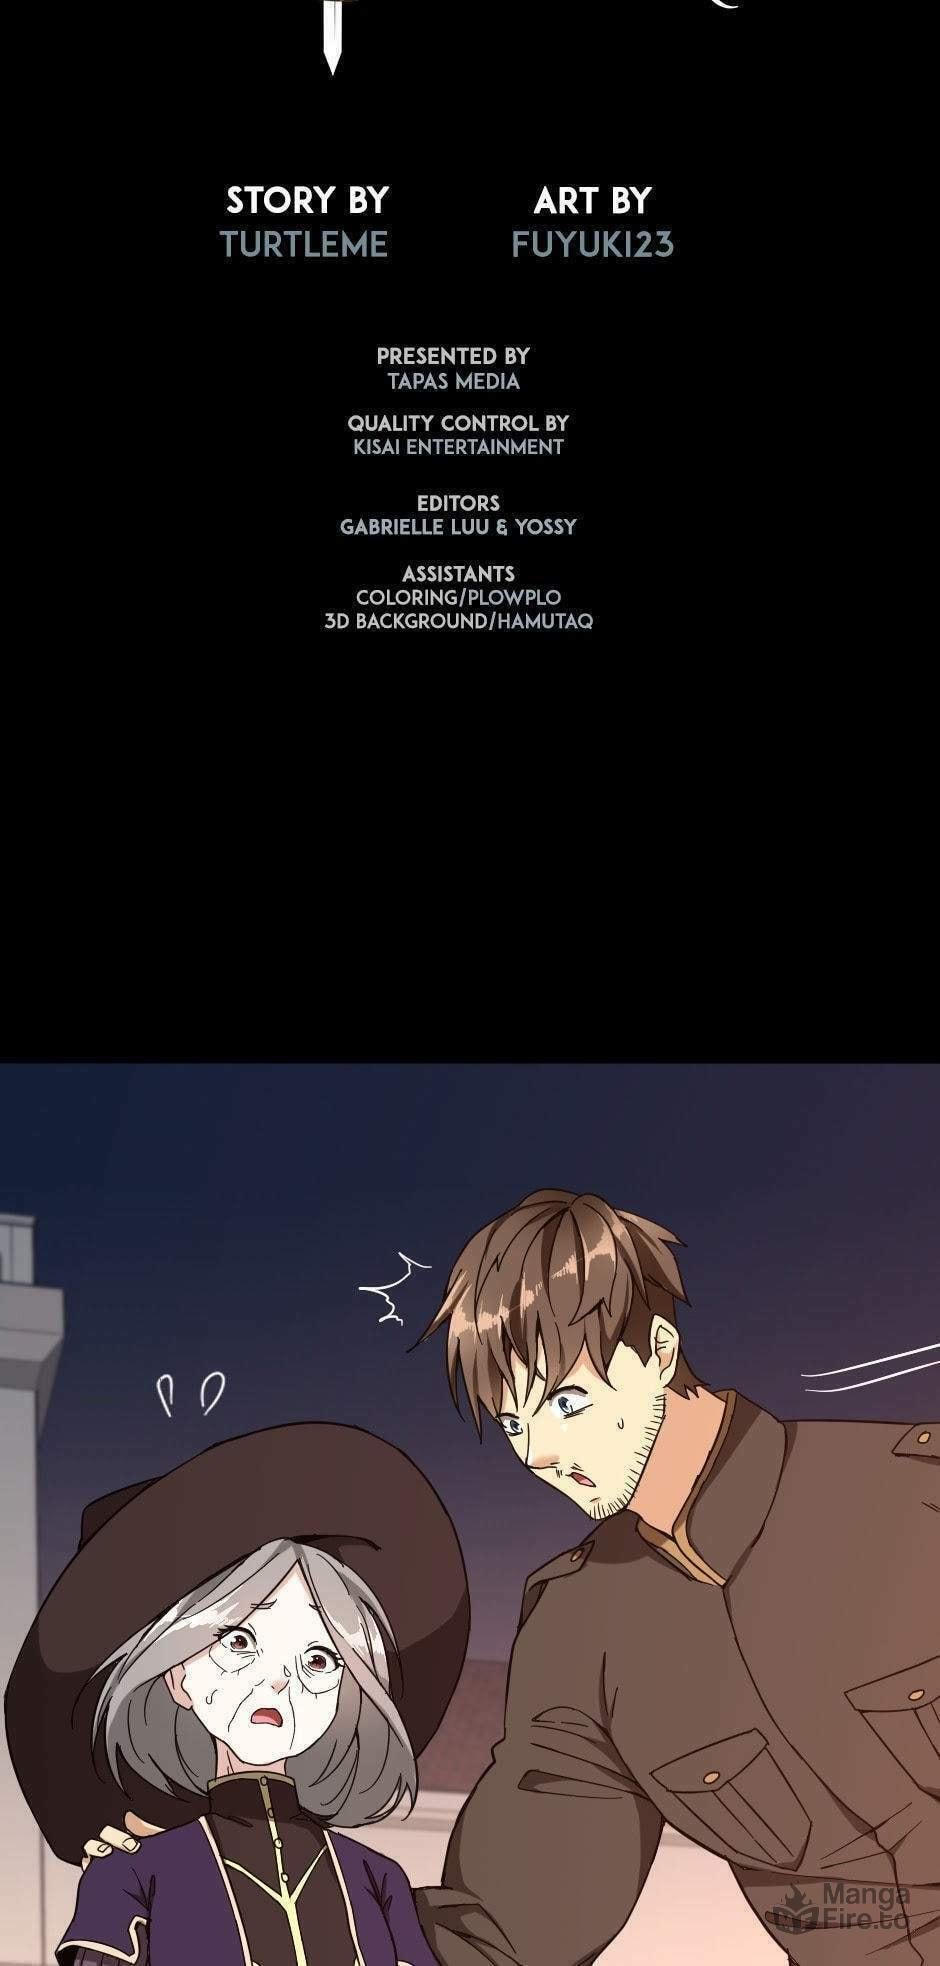 STORY BY
TURTLEME
ART BY
FUYUKI23
PRESENTED BY
TAPAS MEDIA
QUALITY CONTROL BY
KISAI ENTERTAINMENT
EDITORS
GABRIELLE LUU & YOSSY
ASSISTANTS
COLORING/PLOWPLO
3D BACKGROUND/HAMUTAQ
Manga
Fire.to